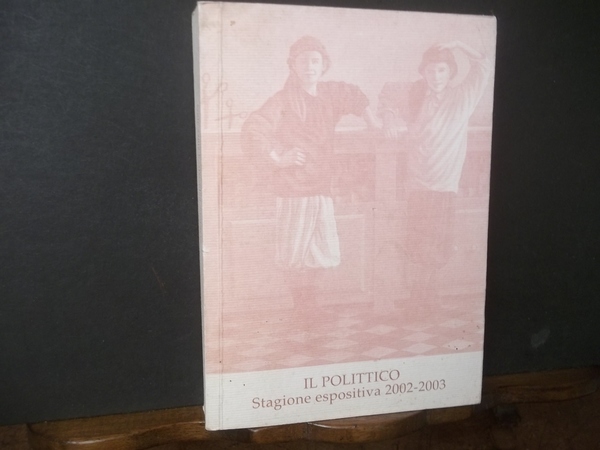 IL POLITTICO
Stagione espositiva 2002-2003